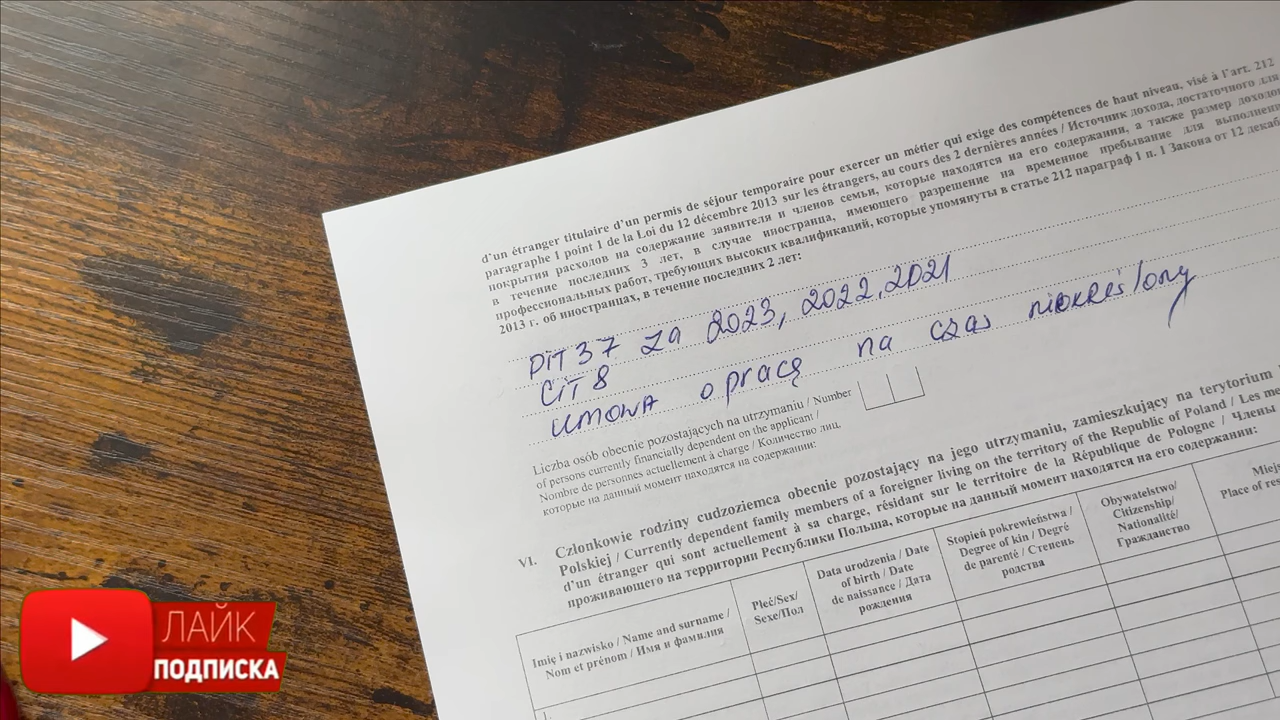 d'un étranger titulaire d'un permis de séjour temporaire pour exercer un métier qui exige des compétences de haut niveau, visé à l'art. 212
paragraphe 1 point 1 de la Loi du 12 décembre 2013 sur les étrangers, au cours des 2 dernières années / Источник дохода, достаточного для
покрытия расходов на содержание заявителя и членов семьи, которые находятся на его содержании, а также размер доходов
в течение последних 3 лет, в случае иностранца, имеющего разрешение на временное пребывание для выполнения
профессиональных работ, требующих высоких квалификаций, которые упомянуты в статье 212 параграф 1 п. 1 Закона от 12 декаб
2013 г. об иностранцах, в течение последних 2 лет:
PiT 37 za 2023, 2022, 2021
CiT 8
umowa o pracę na czas nieokreślony
Liczba osób obecnie pozostających na utrzymaniu / Number
of persons currently financially dependent on the applicant /
Nombre de personnes actuellement à charge / Количество лиц,
которые на данный момент находятся на содержании:
VI. Członkowie rodziny cudzoziemca obecnie pozostający na jego utrzymaniu, zamieszkujący na terytorium
Polskiej / Currently dependent family members of a foreigner living on the territory of the Republic of Poland / Les me
d'un étranger qui sont actuellement à sa charge, résidant sur le territoire de la République de Pologne / Члены
проживающего на территории Республики Польша, которые на данный момент находятся на его содержании:
Imię i nazwisko / Name and surname /
Nom et prénom / Имя и фамилия
Płeć/Sex/
Sexe/Пол
Data urodzenia / Date
of birth / Date
de naissance / Дата
рождения
Stopień pokrewieństwa /
Degree of kin / Degré
de parenté / Степень
родства
Obywatelstwo/
Citizenship/
Nationalité/
Гражданство
Miejs
Place of res
1.
ЛАЙК
ПОДПИСКА